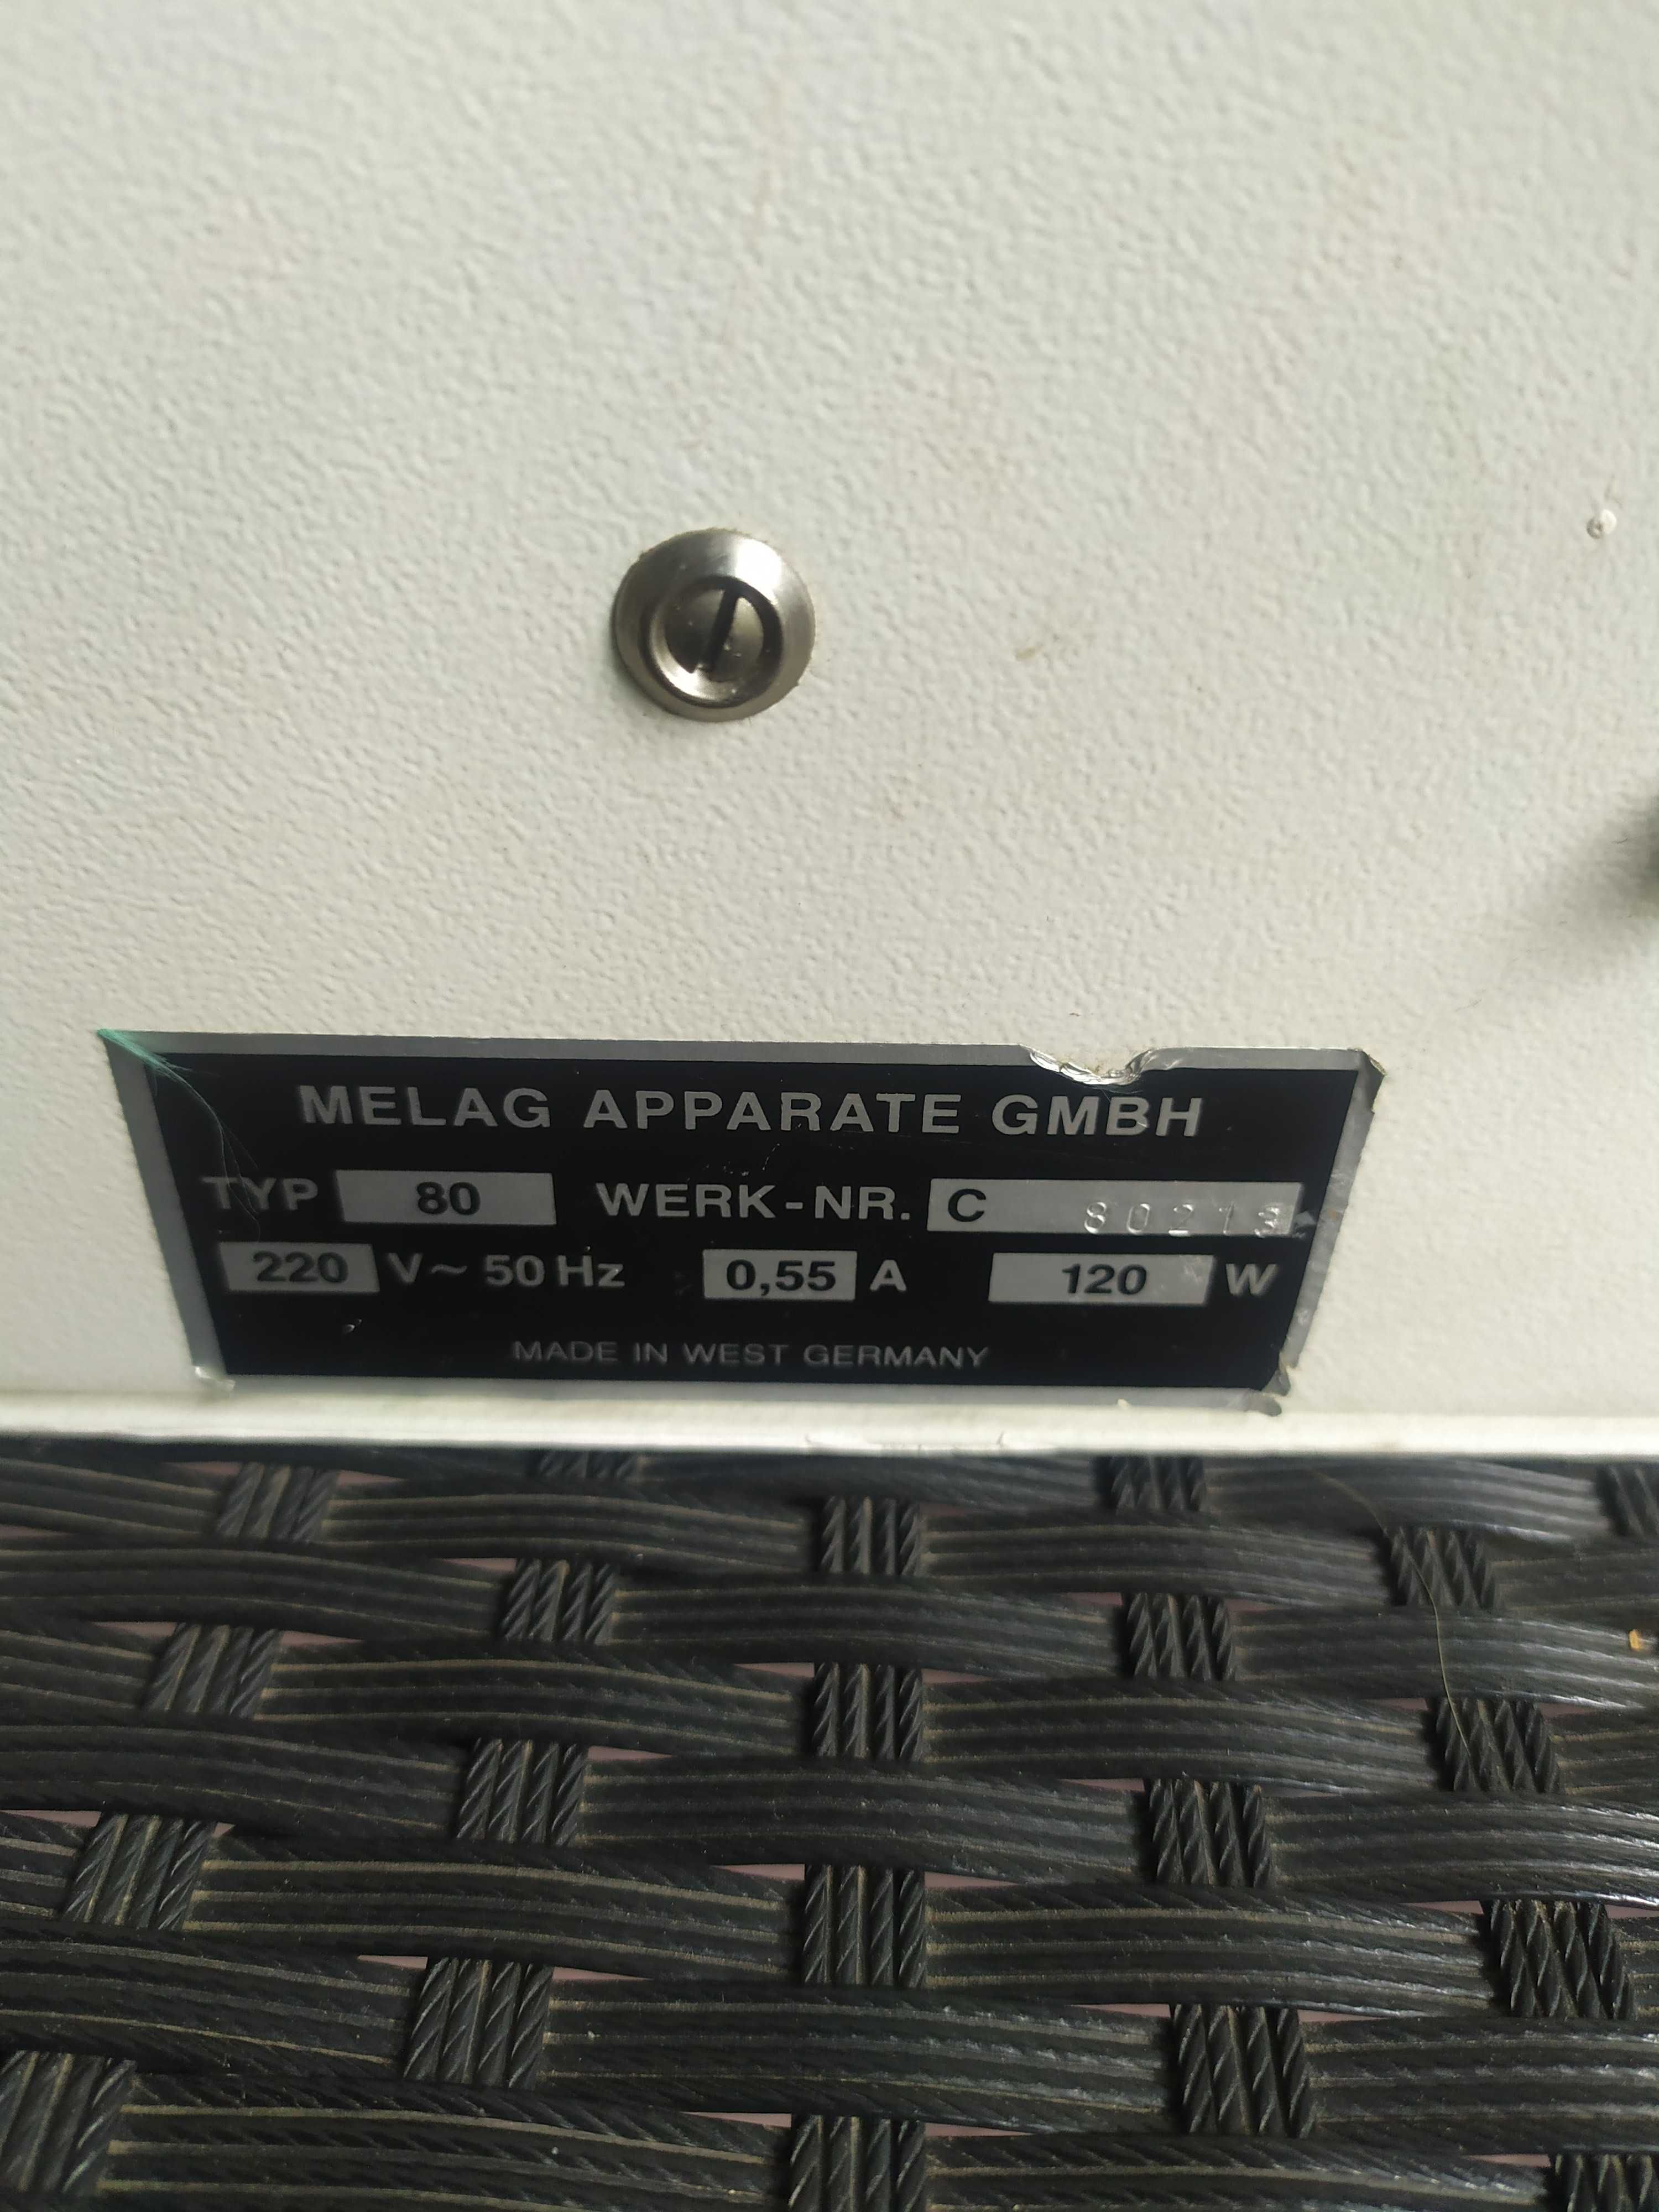 MELAG APPARATE GMBH
TYP 80 WERK-NR. C 80213
220 V~ 50 Hz 0,55 A 120 W
MADE IN WEST GERMANY